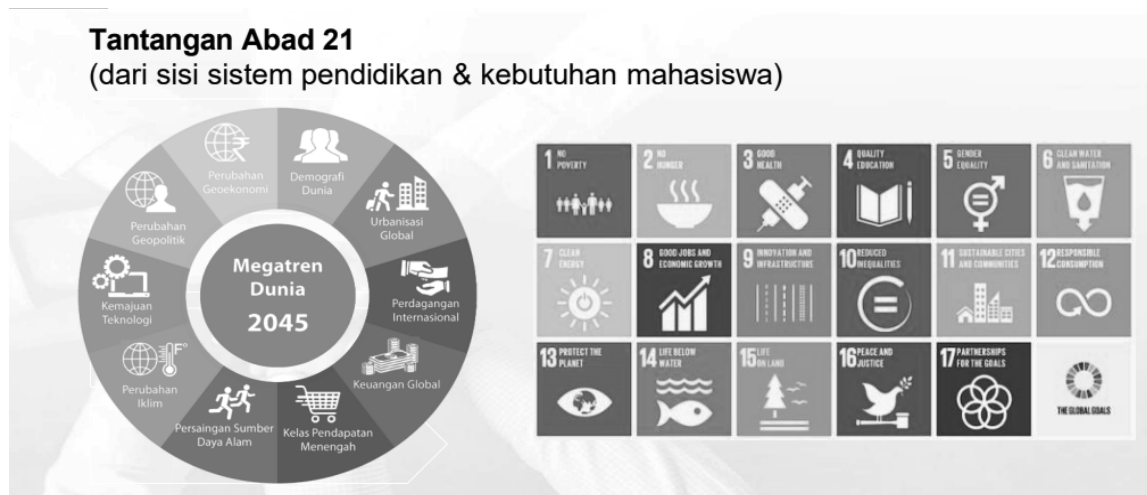 Tantangan Abad 21
(dari sisi sistem pendidikan & kebutuhan mahasiswa)
Megatren
Dunia
2045
Demografi
Dunia
Urbanisasi
Global
Perdagangan
Internasional
Keuangan Global
Kelas Pendapatan
Menengah
Persaingan Sumber
Daya Alam
F°
Perubahan
Iklim
Kemajuan
Teknologi
Perubahan
Geopolitik
Perubahan
Geoekonomi
1 NO
POVERTY
2 NO
HUNGER
3 GOOD
HEALTH
4 QUALITY
EDUCATION
5 GENDER
EQUALITY
6 CLEAN WATER
AND SANITATION
7 CLEAN
ENERGY
8 GOOD JOBS AND
ECONOMIC GROWTH
9 INNOVATION AND
INFRASTRUCTURE
10 REDUCED
INEQUALITIES
11 SUSTAINABLE CITIES
AND COMMUNITIES
12 RESPONSIBLE
CONSUMPTION
13 PROTECT THE
PLANET
14 LIFE BELOW
WATER
15 LIFE
ON LAND
16 PEACE AND
JUSTICE
17 PARTNERSHIPS
FOR THE GOALS
THE GLOBAL GOALS